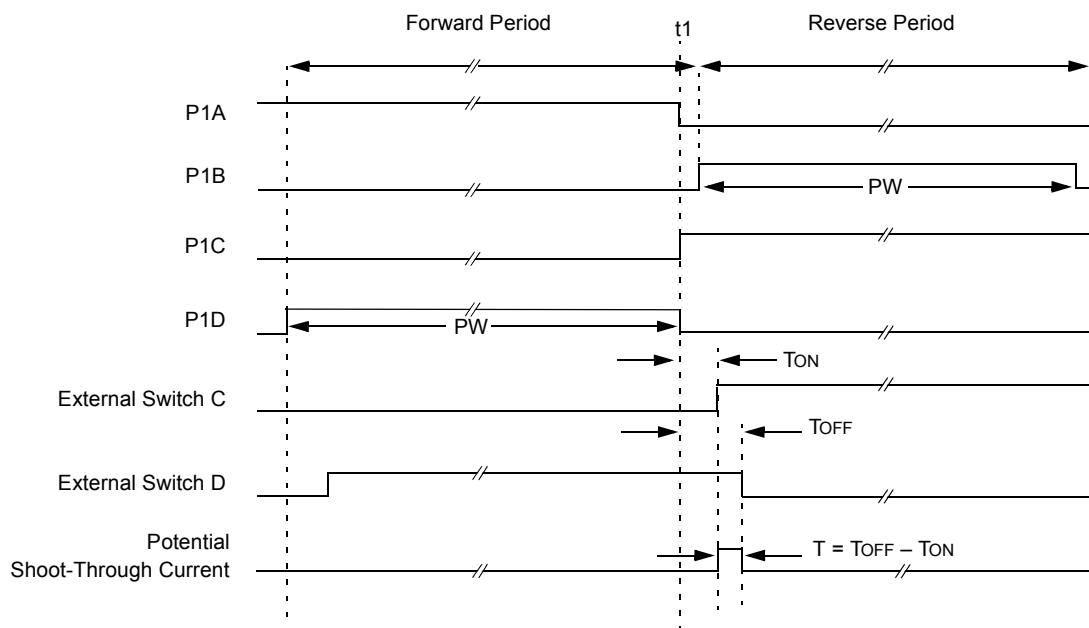 Forward Period
t1
Reverse Period
P1A
P1B
PW
P1C
P1D
PW
TON
External Switch C
TOFF
External Switch D
Potential
Shoot-Through Current
T = TOFF – TON